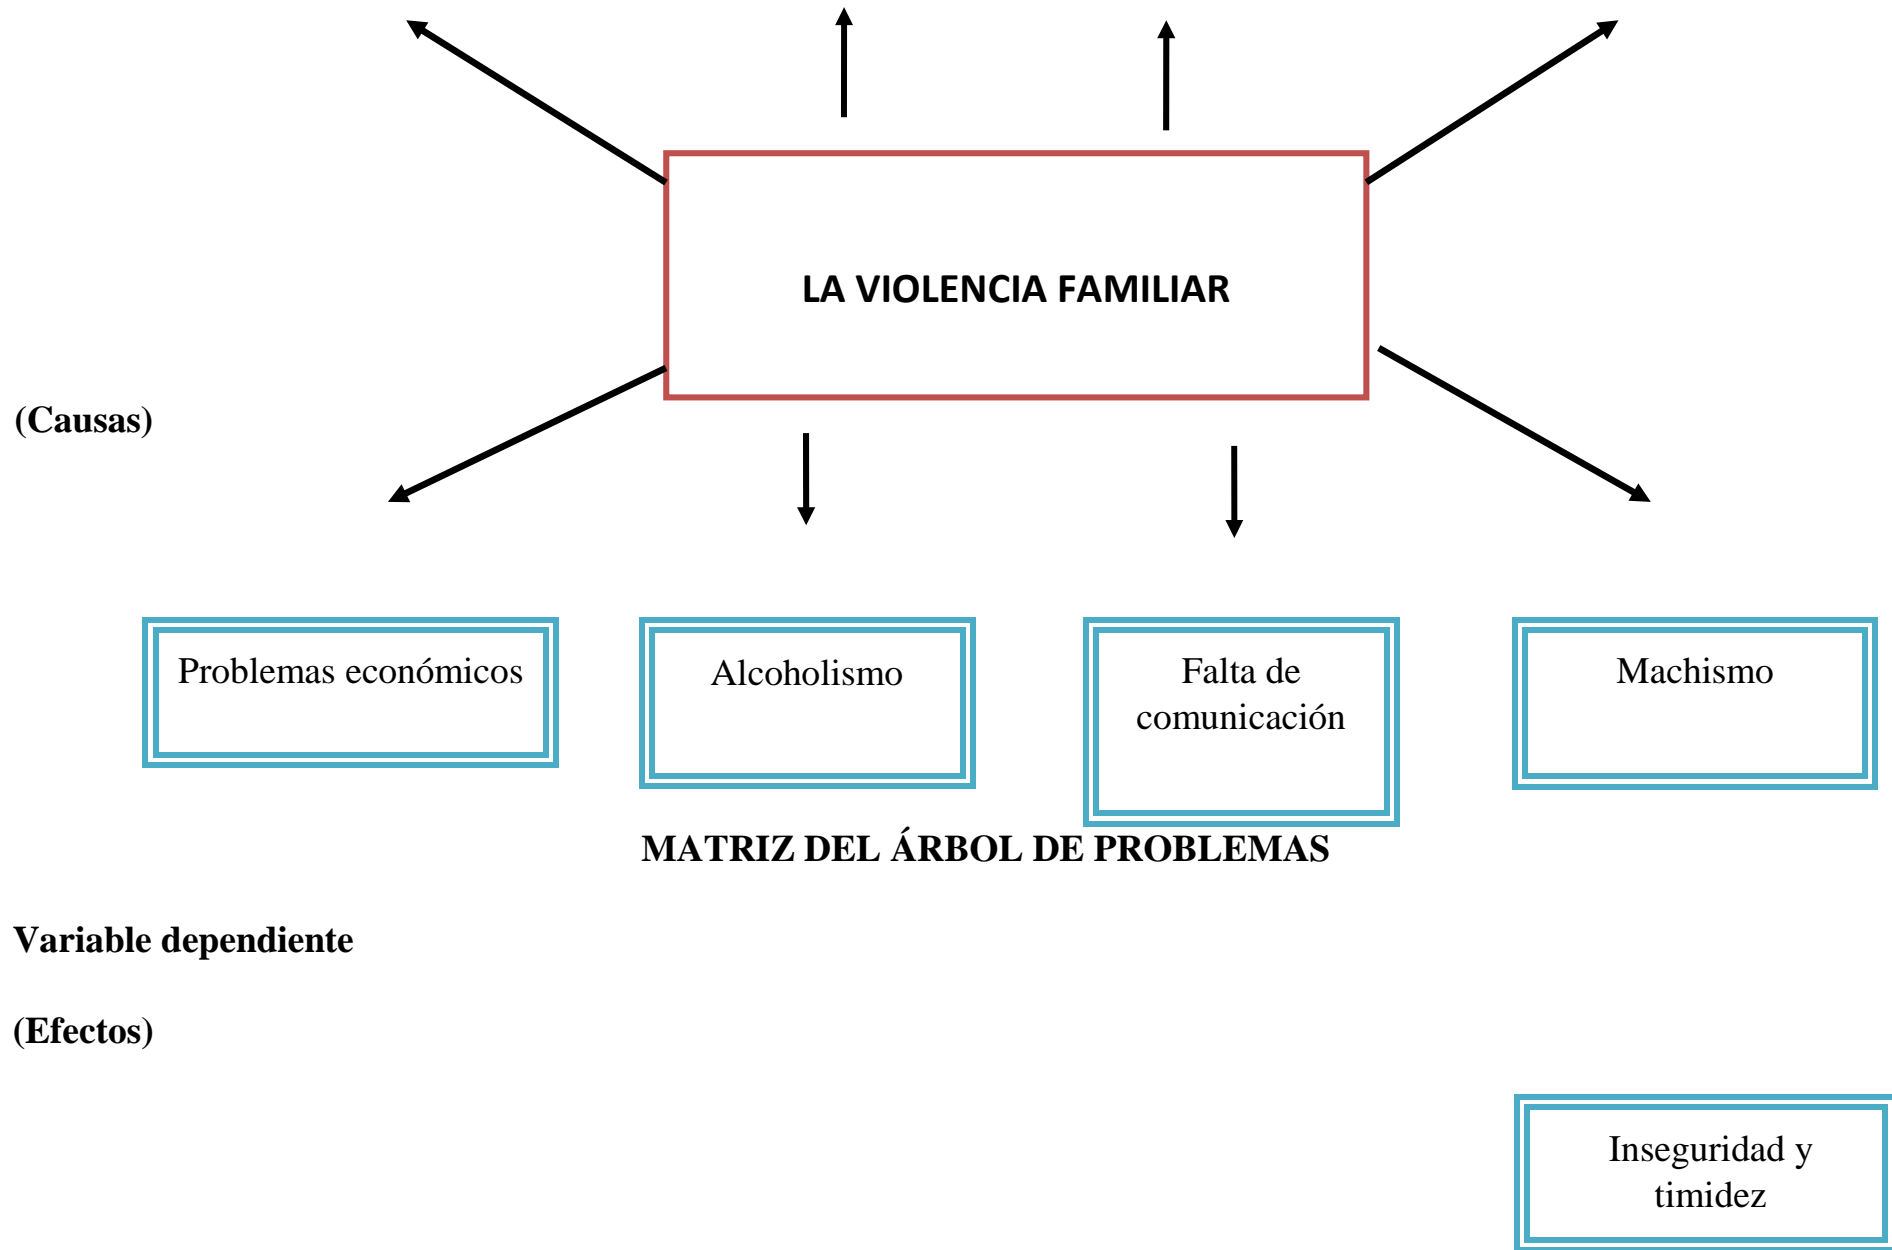 LA VIOLENCIA FAMILIAR
(Causas)
Problemas económicos
Alcoholismo
Falta de
comunicación
Machismo
MATRIZ DEL ÁRBOL DE PROBLEMAS
Variable dependiente
(Efectos)
Inseguridad y
timidez